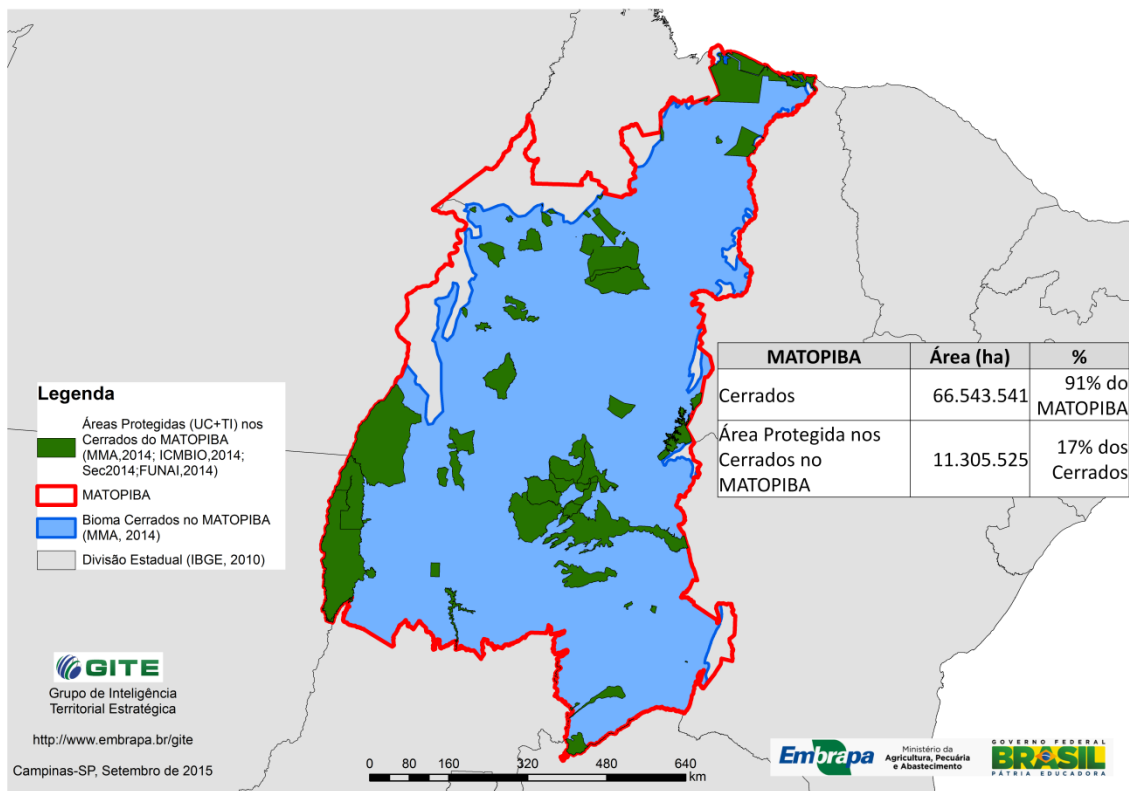 MATOPIBA Área (ha) %
Cerrados 66.543.541 91% do
MATOPIBA
Área Protegida nos
Cerrados no
MATOPIBA
11.305.525
17% dos
Cerrados
Legenda
Áreas Protegidas (UC+TI) nos
Cerrados do MATOPIBA
(MMA,2014; ICMBIO,2014;
Sec2014;FUNAI,2014)
MATOPIBA
Bioma Cerrados no MATOPIBA
(MMA, 2014)
Divisão Estadual (IBGE, 2010)
GITE
Grupo de Inteligência
Territorial Estratégica
http://www.embrapa.br/gite
Campinas-SP, Setembro de 2015
0 80 160 320 480 640
km
Embrapa
Ministério da
Agricultura, Pecuária
e Abastecimento
GOVERNO FEDERAL
BRASIL
PÁTRIA EDUCADORA